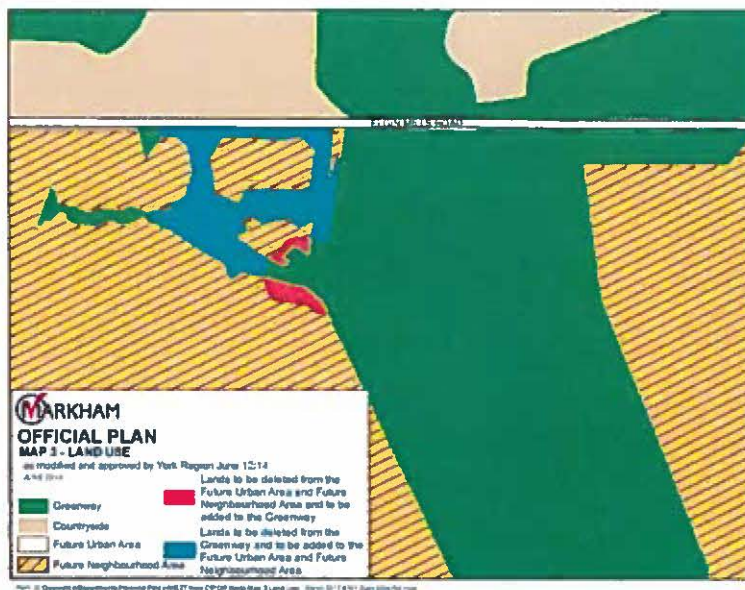 ELGIN MILLS ROAD
MARKHAM
OFFICIAL PLAN
MAP 3 - LAND USE
as modified and approved by York Region June 12/14
Greenway
Countryside
Future Urban Area
Future Neighbourhood Area
Lands to be deleted from the
Future Urban Area and Future
Neighbourhood Area and to be
added to the Greenway
Lands to be deleted from the
Greenway and to be added to the
Future Urban Area and Future
Neighbourhood Area